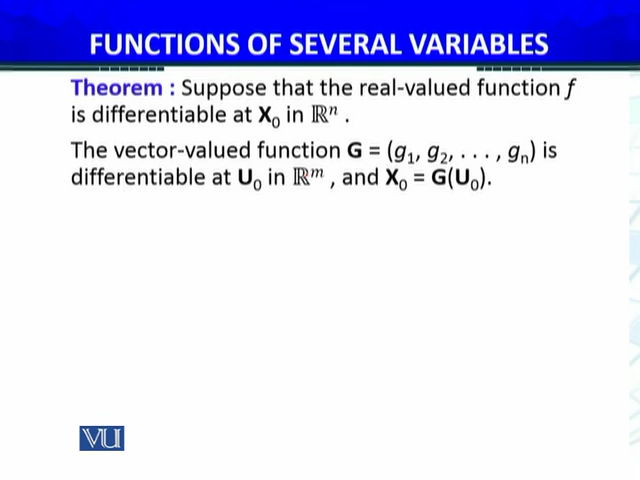 FUNCTIONS OF SEVERAL VARIABLES
Theorem : Suppose that the real-valued function f
is differentiable at X₀ in ℝⁿ .
The vector-valued function G = (g₁, g₂, . . . , gₙ) is
differentiable at U₀ in ℝᵐ , and X₀ = G(U₀).
VU